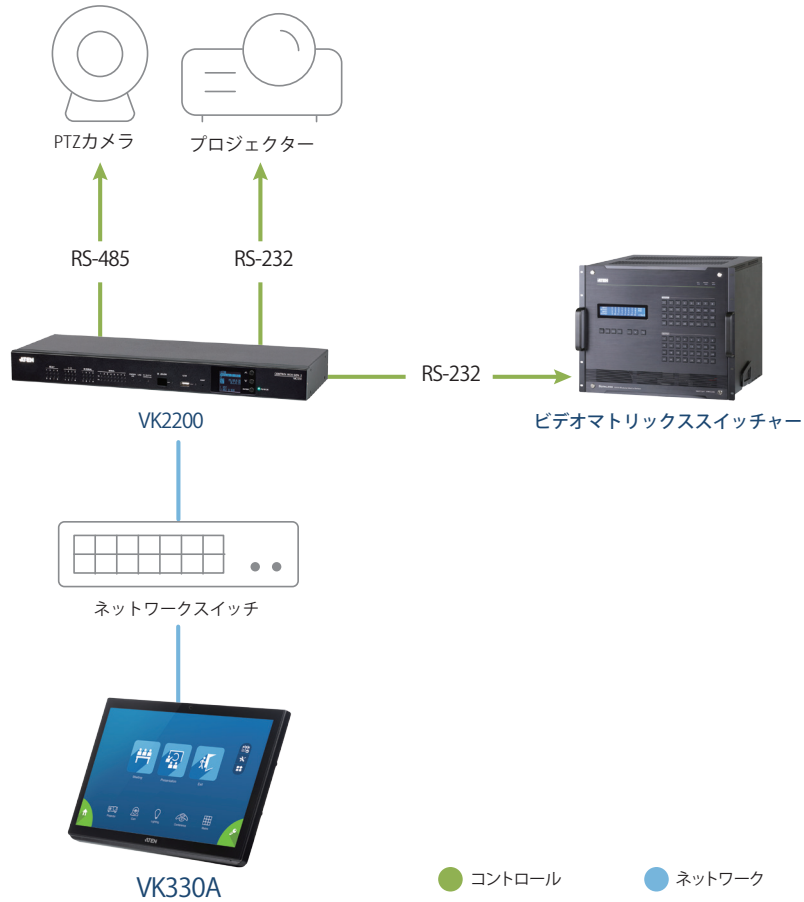 PTZカメラ
プロジェクター
RS-485
RS-232
ATEN
RS-232
VK2200
ビデオマトリックススイッチャー
ネットワークスイッチ
ATEN
VK330A
コントロール
ネットワーク